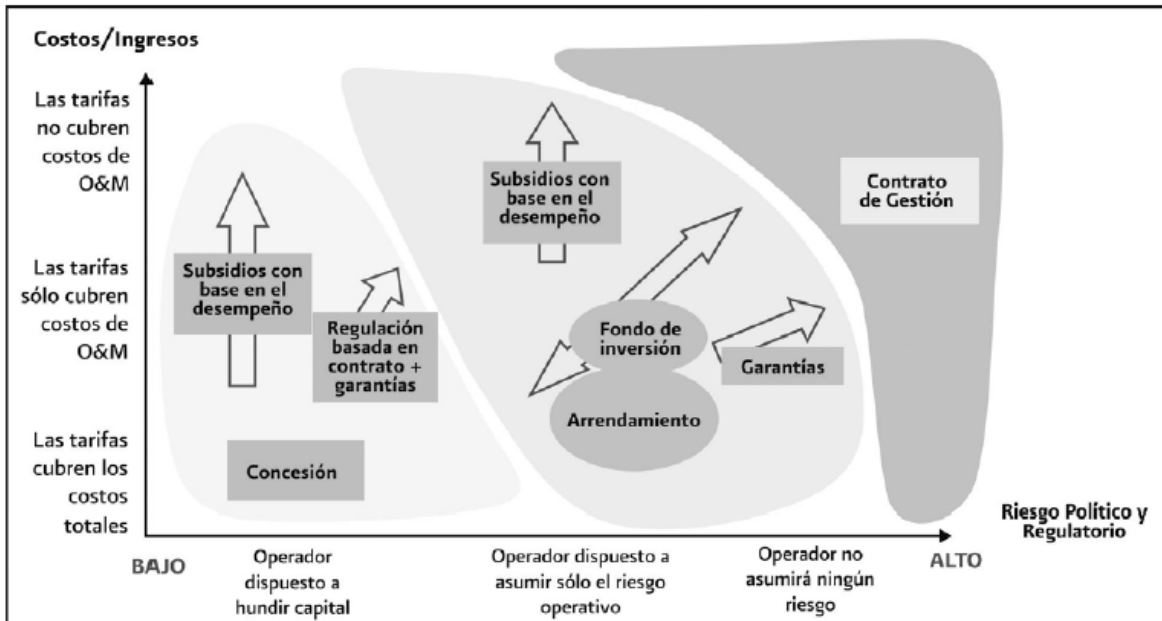 Costos/Ingresos
Las tarifas
no cubren
costos de
O&M
Las tarifas
sólo cubren
costos de
O&M
Las tarifas
cubren los
costos
totales
Subsidios con
base en el
desempeño
Regulación
basada en
contrato +
garantías
Concesión
Subsidios con
base en el
desempeño
Fondo de
inversión
Arrendamiento
Garantías
Contrato
de Gestión
Riesgo Político y
Regulatorio
BAJO
Operador
dispuesto a
hundir capital
Operador dispuesto a
asumir sólo el riesgo
operativo
Operador no
asumirá ningún
riesgo
ALTO